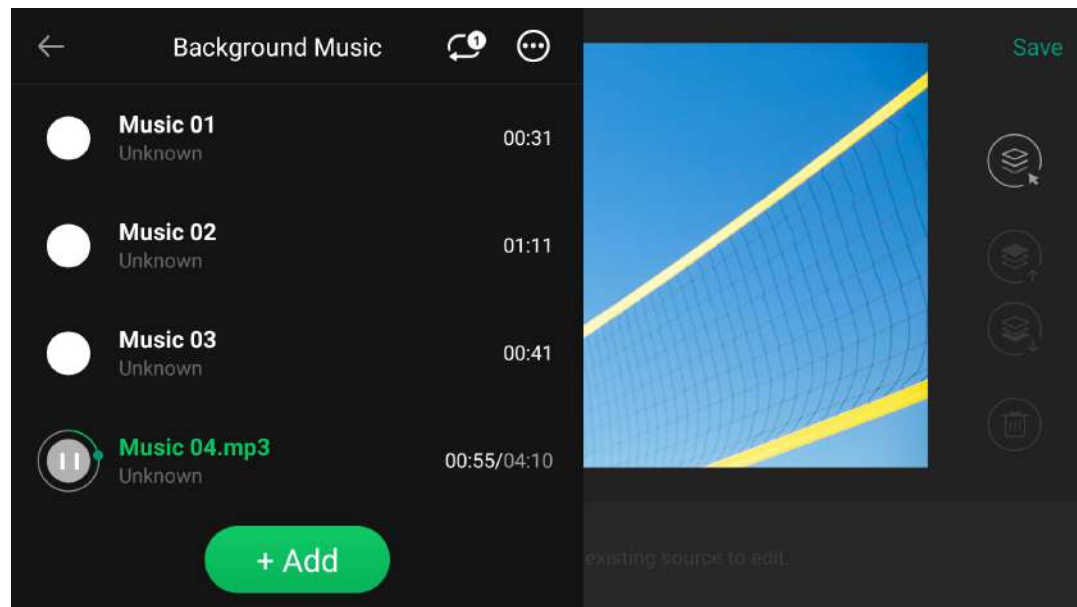 Background Music
1
Save
Music 01
Unknown
00:31
Music 02
Unknown
01:11
Music 03
Unknown
00:41
Music 04.mp3
Unknown
00:55/04:10
+ Add
existing source to edit.